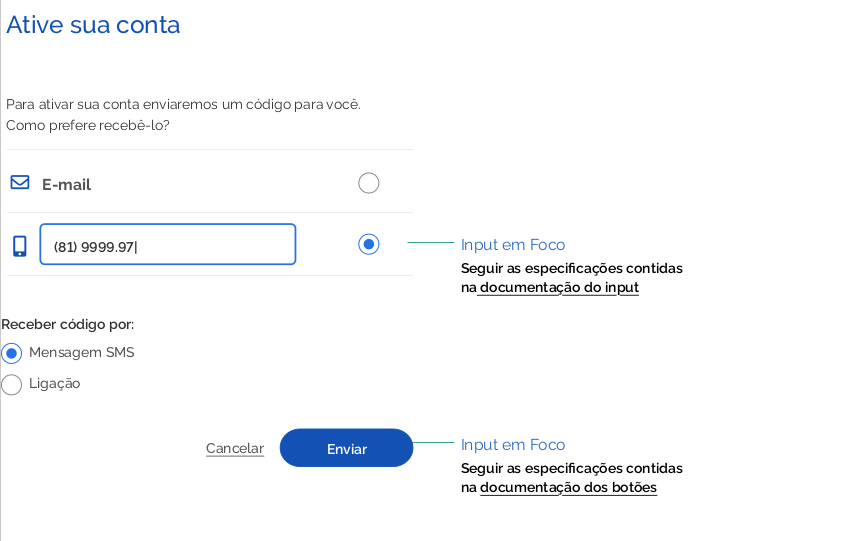 Ative sua conta
Para ativar sua conta enviaremos um código para você.
Como prefere recebê-lo?
E-mail
(81) 9999.97|
Input em Foco
Seguir as especificações contidas
na documentação do input
Receber código por:
Mensagem SMS
Ligação
Cancelar
Enviar
Input em Foco
Seguir as especificações contidas
na documentação dos botões